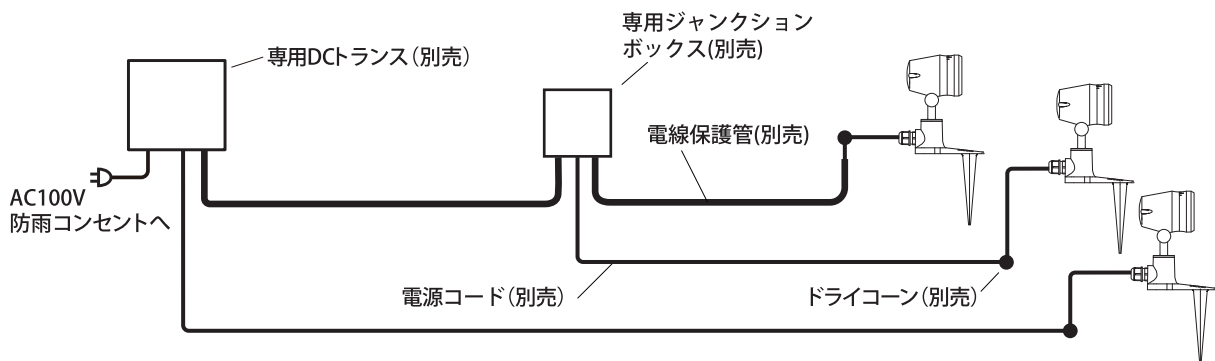 専用ジャンクション
ボックス(別売)
専用DCトランス（別売）
電線保護管(別売)
AC100V
防雨コンセントへ
電源コード（別売）
ドライコーン（別売）